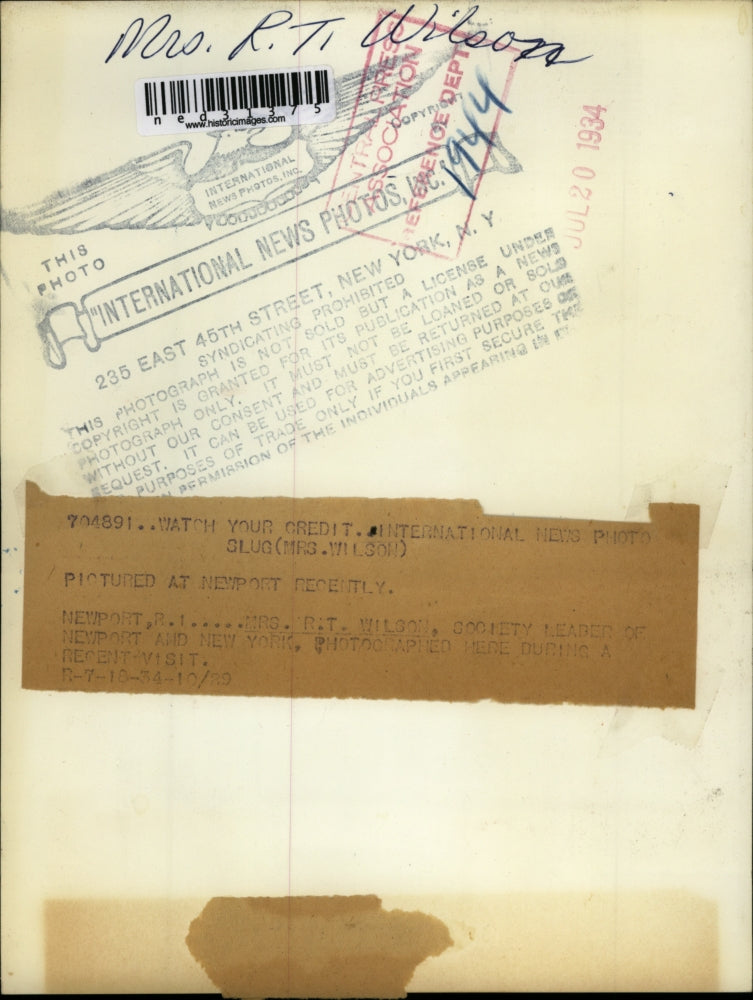 Mrs. R. T. Wilson
ned31375
www.historicimages.com
CENTRAL PRESS
ASSOCIATION
REFERENCE DEPT
COPYRIGHT
1944
JUL 20 1934
INTERNATIONAL
NEWS PHOTOS, INC.
THIS
PHOTO
"INTERNATIONAL NEWS PHOTOS, INC.
235 EAST 45TH STREET, NEW YORK, N. Y
SYNDICATING PROHIBITED
THIS PHOTOGRAPH IS NOT SOLD BUT A LICENSE UNDER
COPYRIGHT IS GRANTED FOR ITS PUBLICATION AS A NEWS
PHOTOGRAPH ONLY. IT MUST NOT BE LOANED OR SOLD
WITHOUT OUR CONSENT AND MUST BE RETURNED AT OUR
REQUEST. IT CAN BE USED FOR ADVERTISING PURPOSES OR
PURPOSES OF TRADE ONLY IF YOU FIRST SECURE THE
PERMISSION OF THE INDIVIDUALS APPEARING IN
704891..WATCH YOUR CREDIT..INTERNATIONAL NEWS PHOTO
SLUG(MRS.WILSON)
PICTURED AT NEWPORT RECENTLY.
NEWPORT,R.I.....MRS. R.T. WILSON, SOCIETY LEADER OF
NEWPORT AND NEW YORK, PHOTOGRAPHED HERE DURING A
RECENT VISIT.
R-7-18-34-10/29